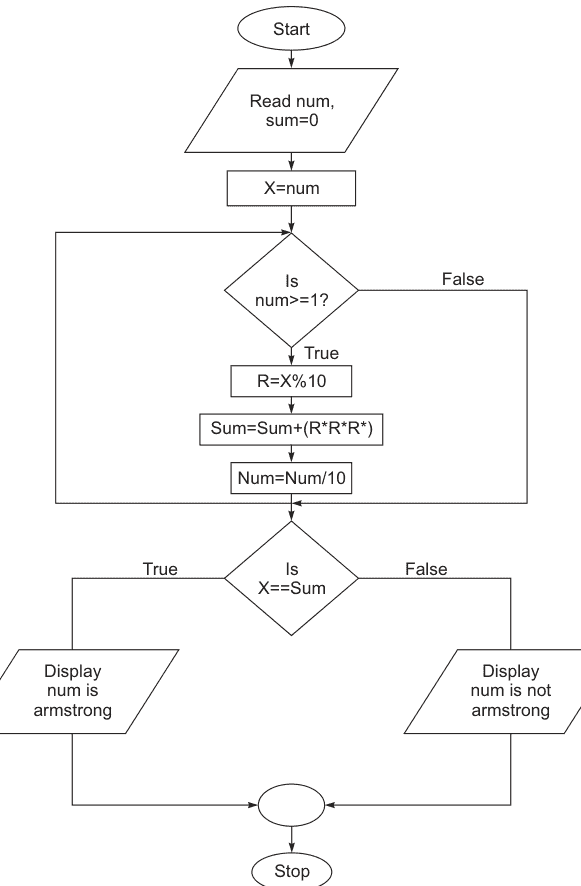 Start
Read num,
sum=0
X=num
Is
num>=1?
False
True
R=X%10
Sum=Sum+(R*R*R*)
Num=Num/10
Is
X==Sum
True
False
Display
num is
armstrong
Display
num is not
armstrong
Stop